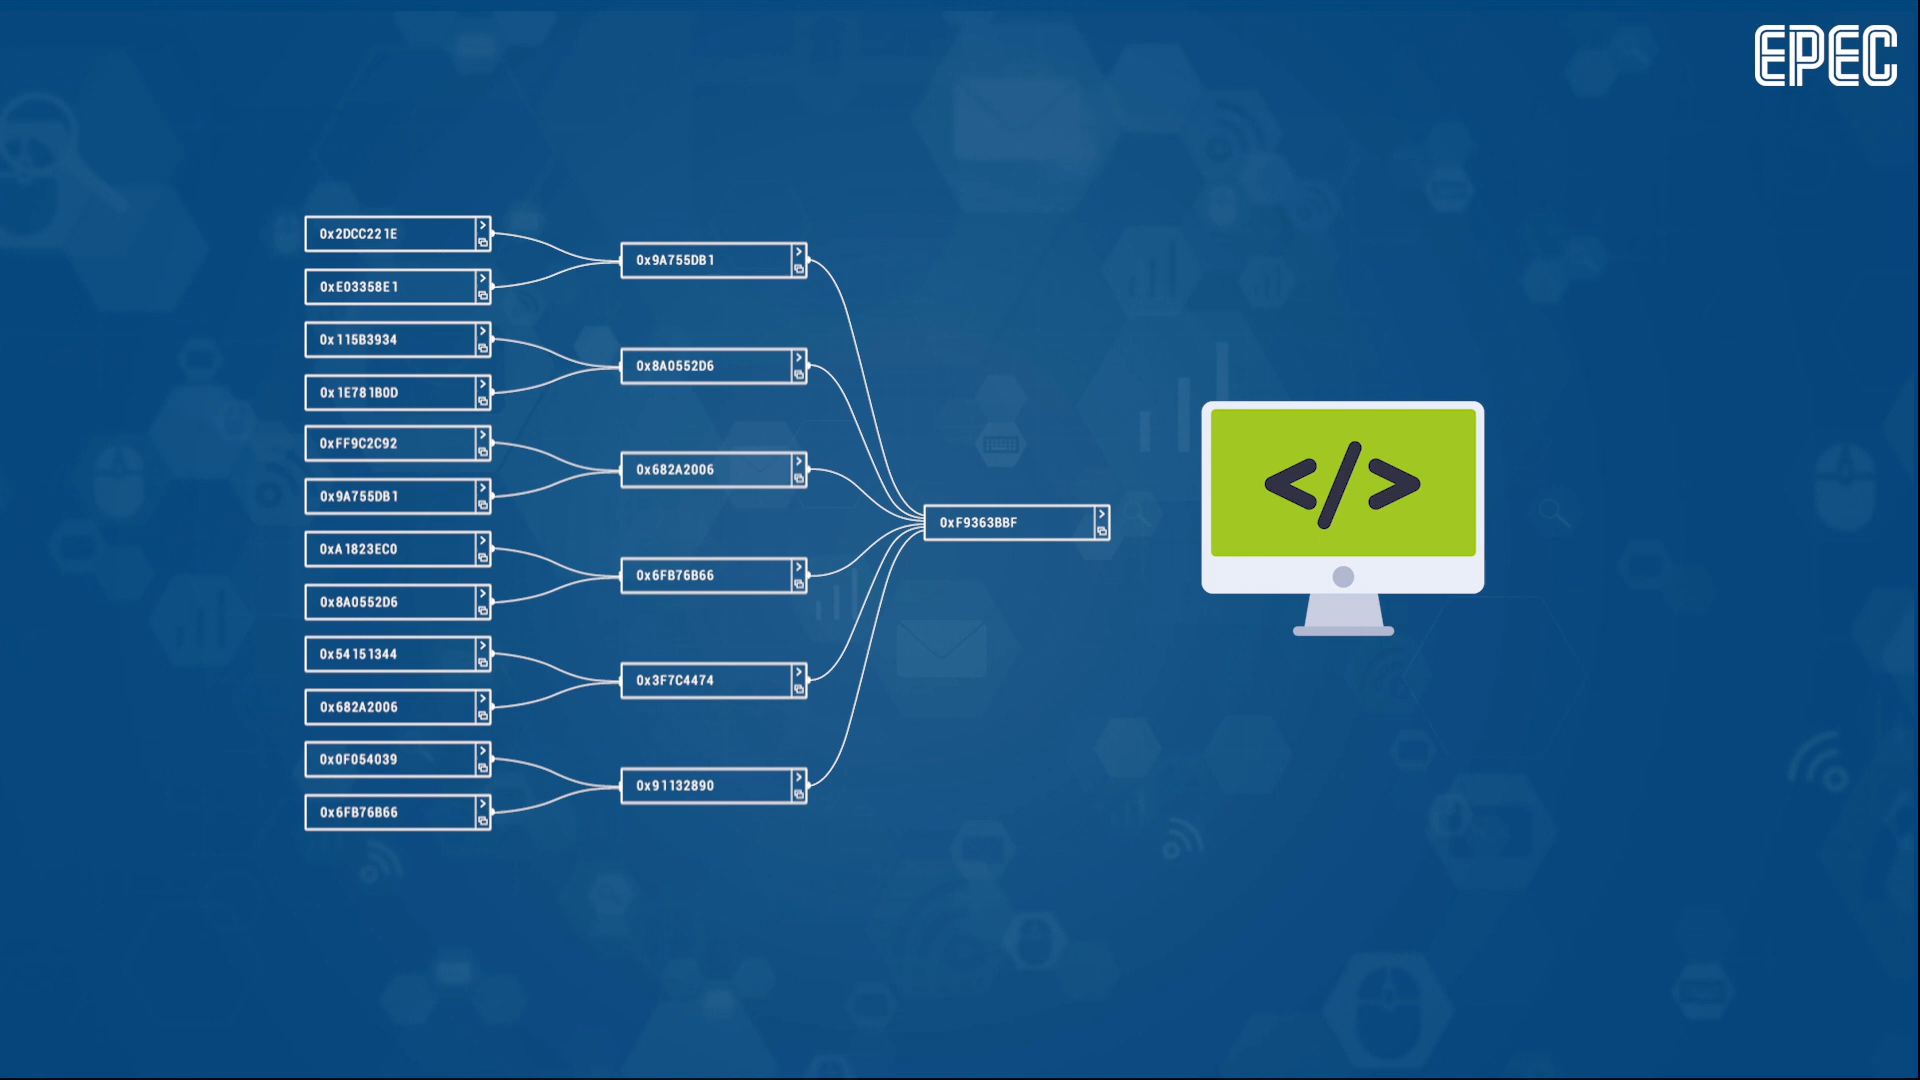 EPEC
0x2DCC221E
0xE03358E1
0x115B3934
0x1E781B0D
0xFF9C2C92
0x9A755DB1
0xA1823EC0
0x8A0552D6
0x54151344
0x682A2006
0x0F054039
0x6FB76B66
0x9A755DB1
0x8A0552D6
0x682A2006
0x6FB76B66
0x3F7C4474
0x91132890
0xF9363BBF
</>